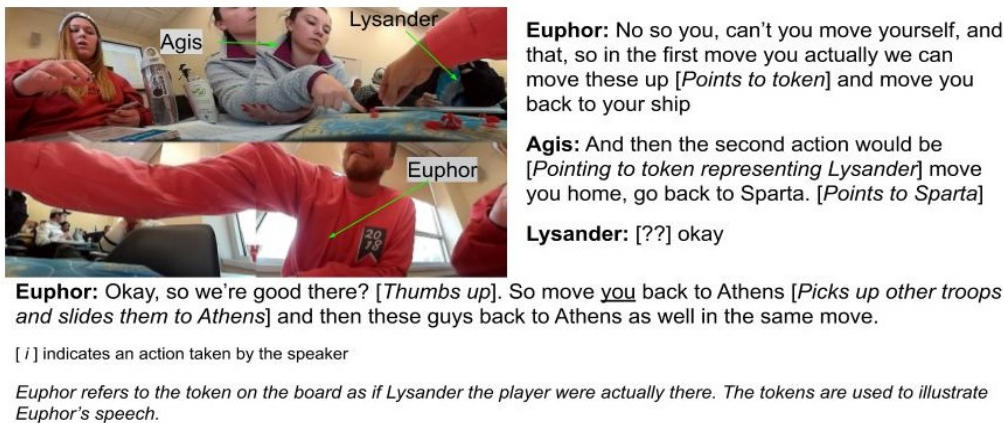 Agis
Lysander
Euphor
20
18
Euphor: No so you, can't you move yourself, and
that, so in the first move you actually we can
move these up [Points to token] and move you
back to your ship
Agis: And then the second action would be
[Pointing to token representing Lysander] move
you home, go back to Sparta. [Points to Sparta]
Lysander: [??] okay
Euphor: Okay, so we're good there? [Thumbs up]. So move you back to Athens [Picks up other troops
and slides them to Athens] and then these guys back to Athens as well in the same move.
[ i ] indicates an action taken by the speaker
Euphor refers to the token on the board as if Lysander the player were actually there. The tokens are used to illustrate
Euphor's speech.